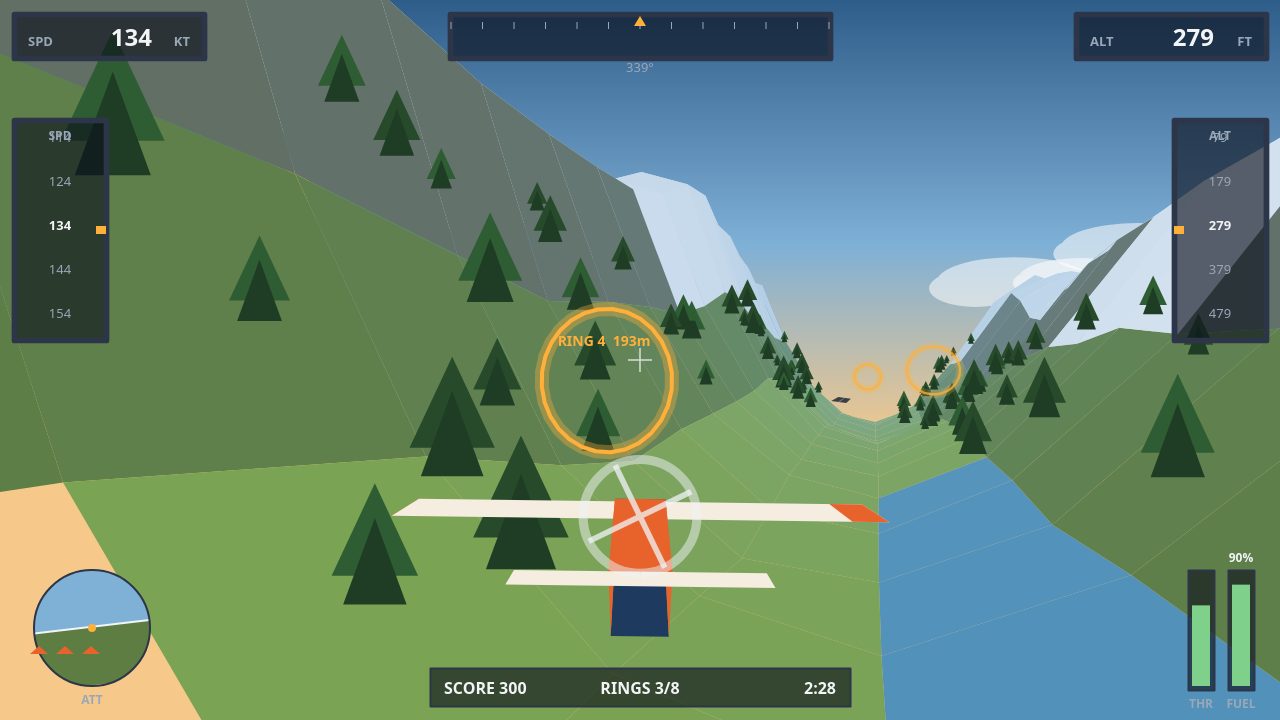 SPD 134 KT
339°
ALT 279 FT
SPD
124
134
144
154
ALT
179
279
379
479
RING 4 193m
90%
THR FUEL
ATT
SCORE 300 RINGS 3/8 2:28